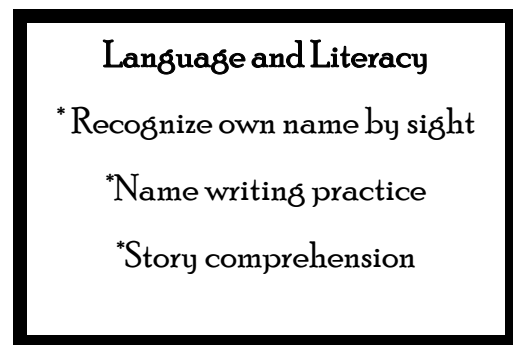 Language and Literacy
* Recognize own name by sight
*Name writing practice
*Story comprehension